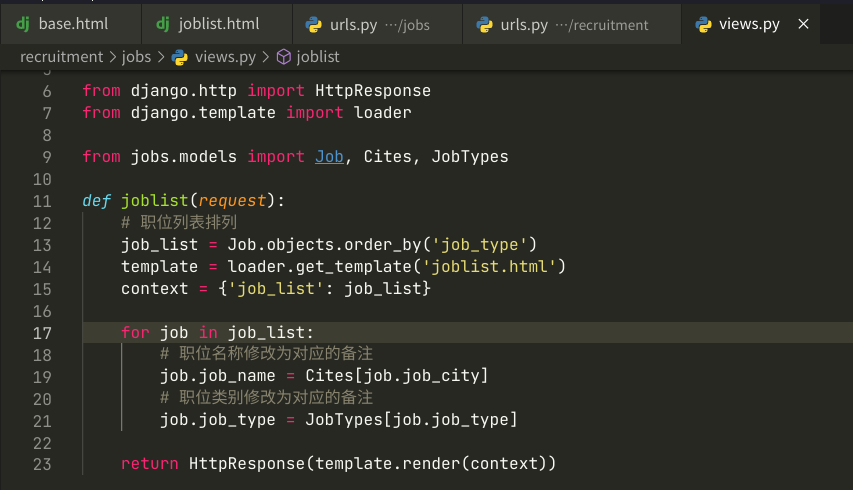 dj base.html dj joblist.html urls.py …/jobs urls.py …/recruitment views.py ×
recruitment > jobs > views.py > joblist
5
6 from django.http import HttpResponse
7 from django.template import loader
8
9 from jobs.models import Job, Cites, JobTypes
10
11 def joblist(request):
12 # 职位列表排列
13 job_list = Job.objects.order_by('job_type')
14 template = loader.get_template('joblist.html')
15 context = {'job_list': job_list}
16
17 for job in job_list:
18 # 职位名称修改为对应的备注
19 job.job_name = Cites[job.job_city]
20 # 职位类别修改为对应的备注
21 job.job_type = JobTypes[job.job_type]
22
23 return HttpResponse(template.render(context))